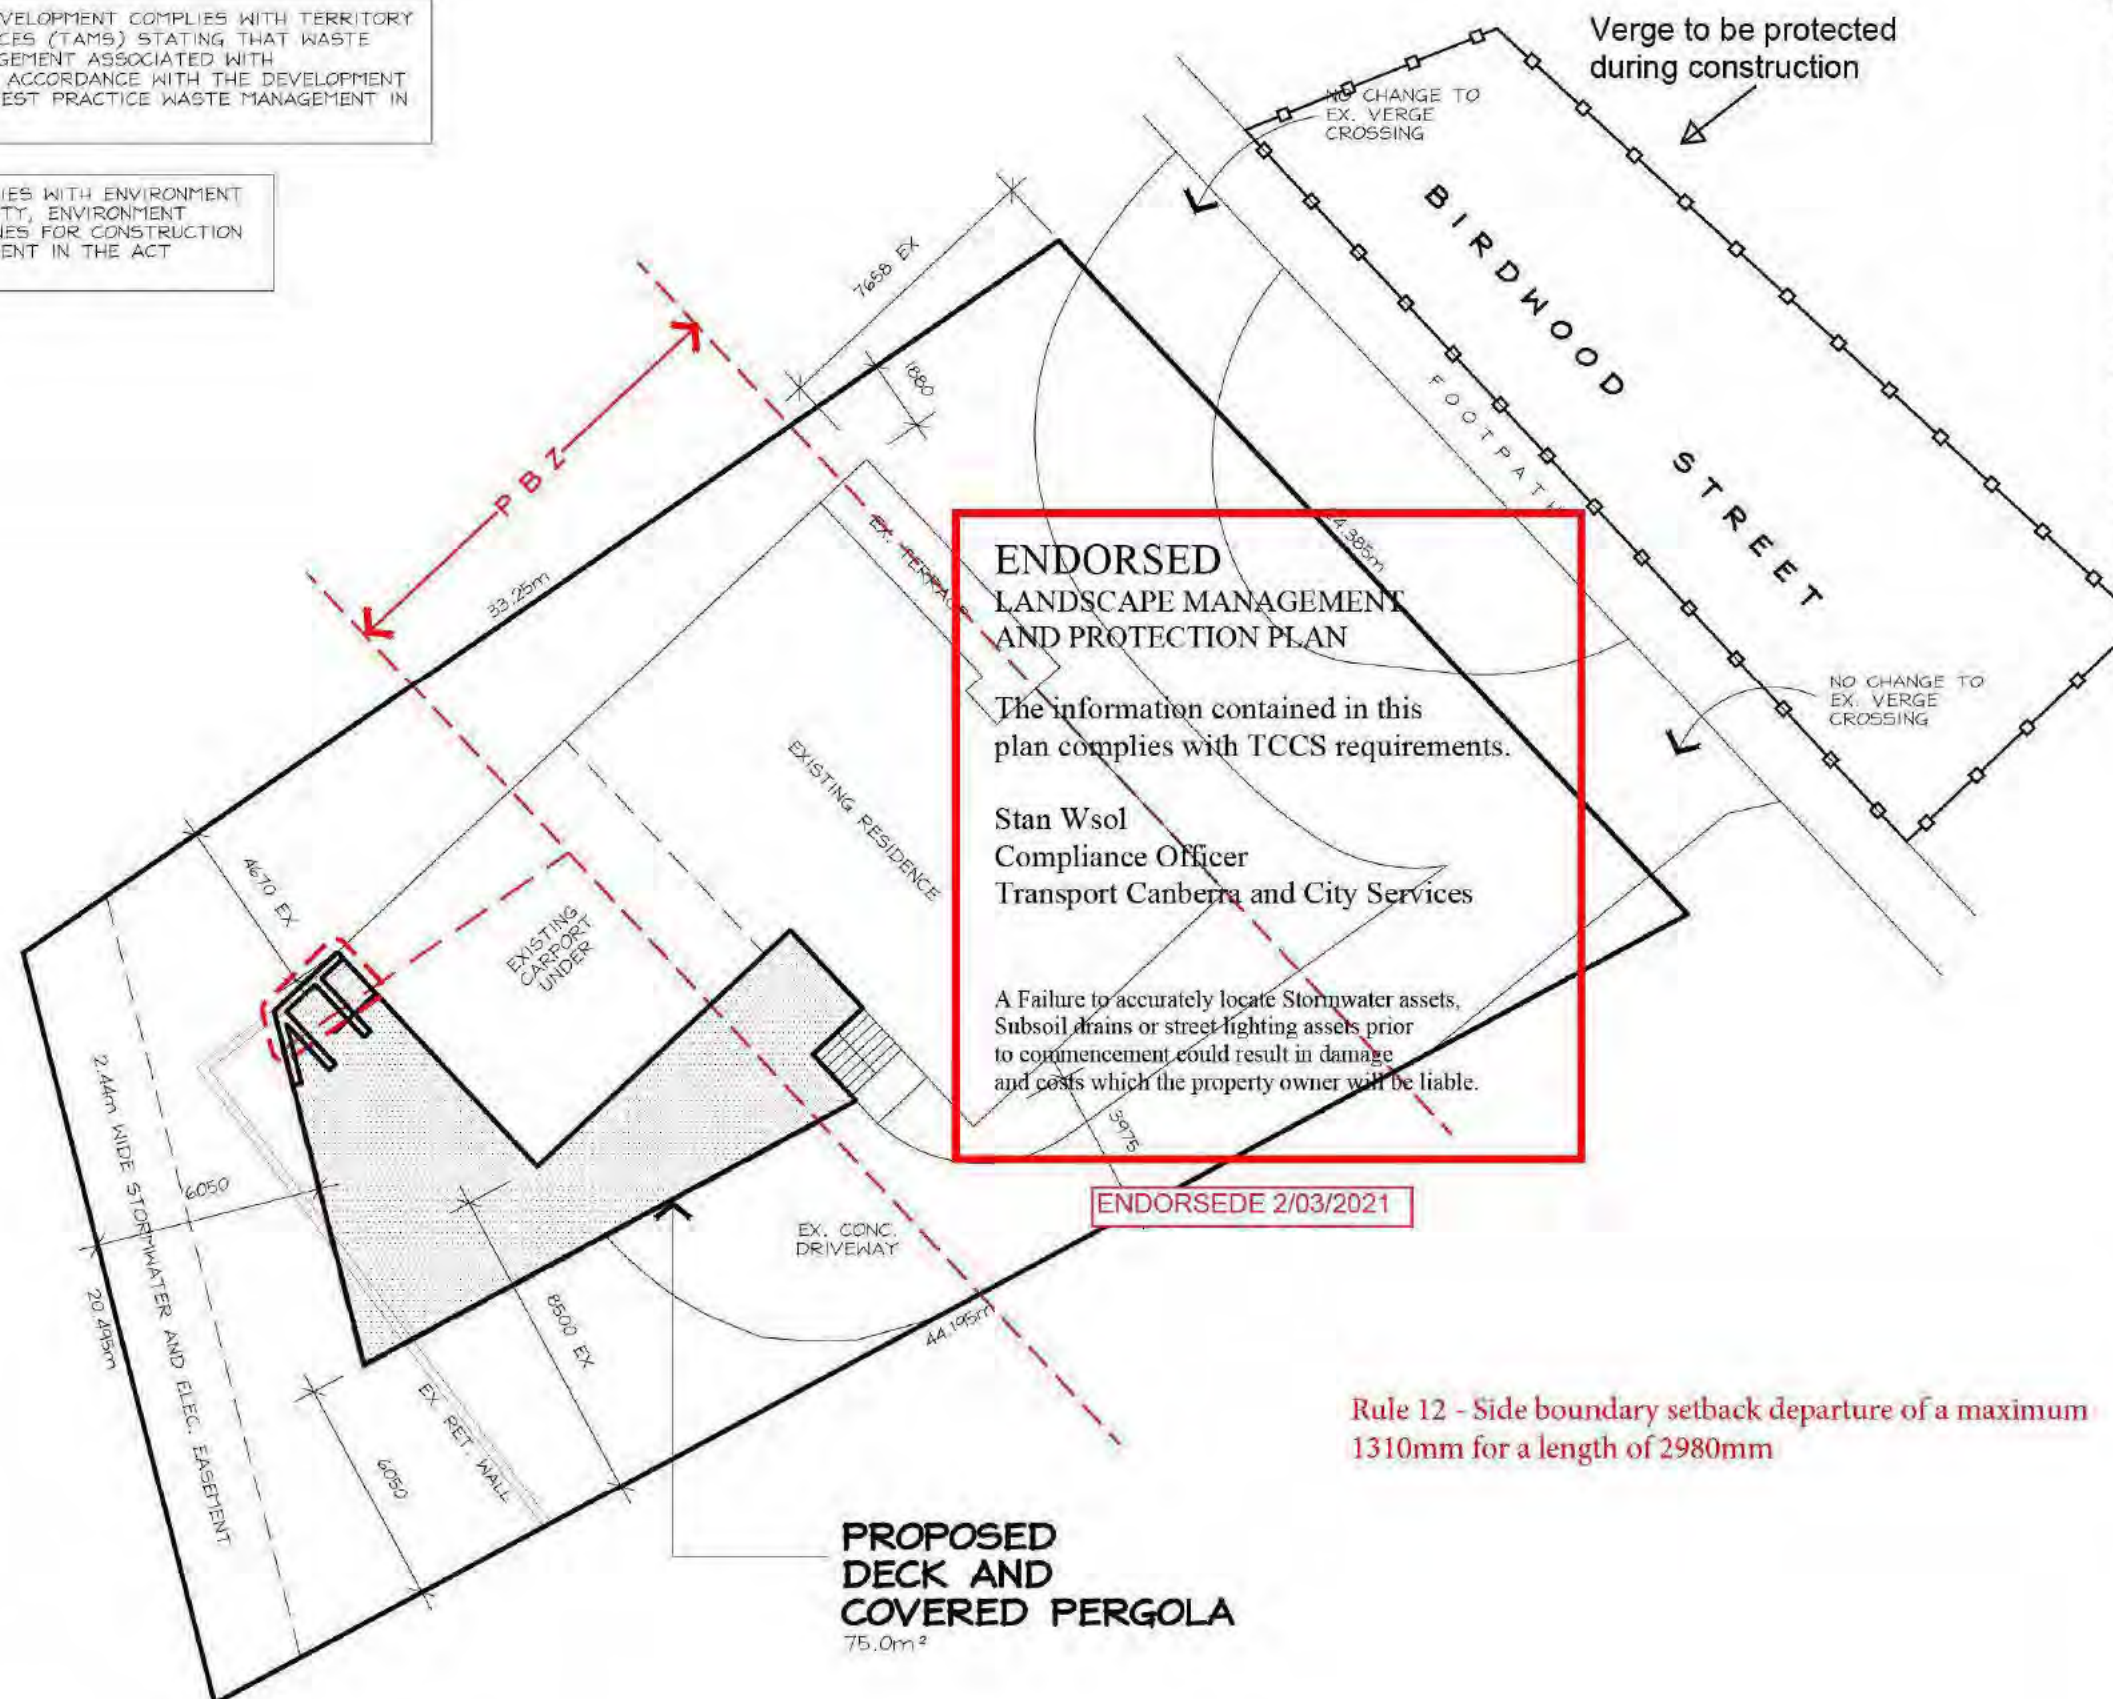 VELOPMENT COMPLIES WITH TERRITORY
CES (TAMS) STATING THAT WASTE
GEMENT ASSOCIATED WITH
ACCORDANCE WITH THE DEVELOPMENT
EST PRACTICE WASTE MANAGEMENT IN
IES WITH ENVIRONMENT
TY, ENVIRONMENT
NES FOR CONSTRUCTION
ENT IN THE ACT
Verge to be protected
during construction
NO CHANGE TO
EX. VERGE
CROSSING
BIRDWOOD STREET
FOOTPATH
7658 EX
1880
PBZ
33.25m
EX. TERRACE
24.385m
ENDORSED
LANDSCAPE MANAGEMENT
AND PROTECTION PLAN
The information contained in this
plan complies with TCCS requirements.
Stan Wsol
Compliance Officer
Transport Canberra and City Services
A Failure to accurately locate Stormwater assets,
Subsoil drains or street lighting assets prior
to commencement could result in damage
and costs which the property owner will be liable.
NO CHANGE TO
EX. VERGE
CROSSING
EXISTING RESIDENCE
4670 EX
EXISTING
CARPORT
UNDER
2.44m WIDE STORMWATER AND ELEC. EASEMENT
6050
3975
ENDORSEDE 2/03/2021
EX. CONC.
DRIVEWAY
20.495m
8500 EX
44.195m
EX. RET. WALL
6050
Rule 12 - Side boundary setback departure of a maximum
1310mm for a length of 2980mm
PROPOSED
DECK AND
COVERED PERGOLA
75.0m²